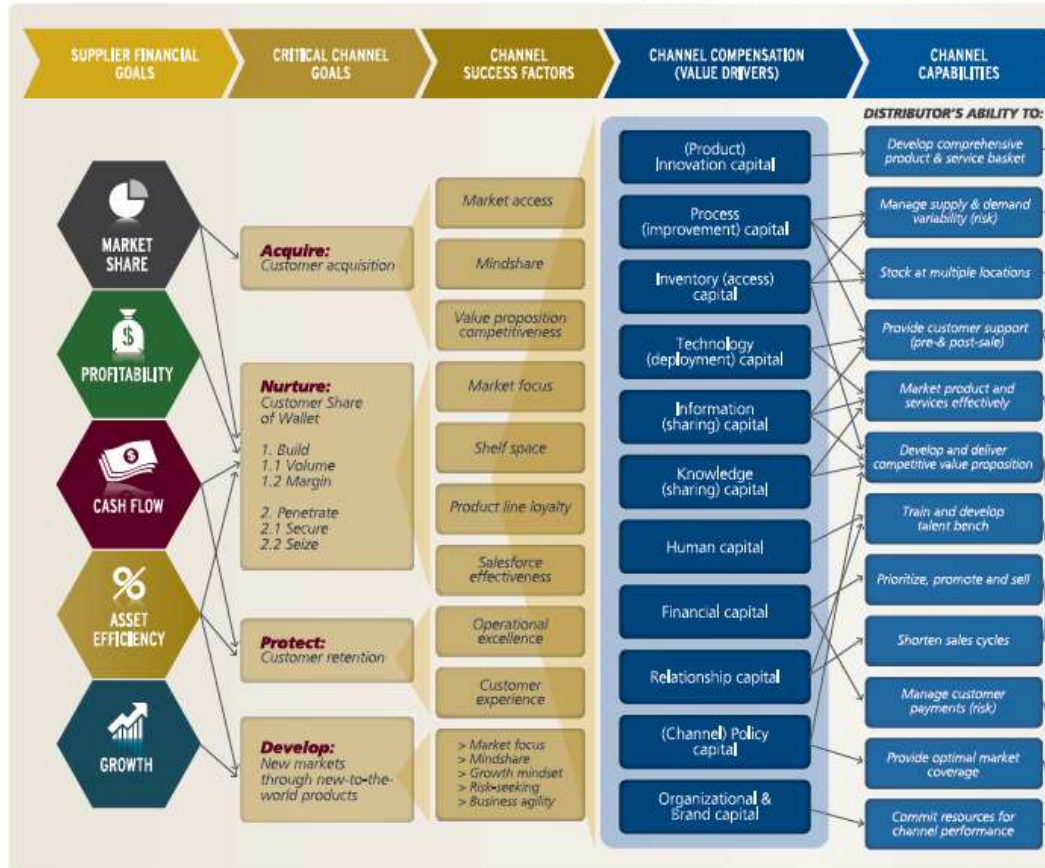 SUPPLIER FINANCIAL
GOALS
CRITICAL CHANNEL
GOALS
CHANNEL
SUCCESS FACTORS
CHANNEL COMPENSATION
(VALUE DRIVERS)
CHANNEL
CAPABILITIES
MARKET
SHARE
$
PROFITABILITY
$
CASH FLOW
%
ASSET
EFFICIENCY
GROWTH
Acquire:
Customer acquisition
Nurture:
Customer Share
of Wallet
1. Build
1.1 Volume
1.2 Margin
2. Penetrate
2.1 Secure
2.2 Seize
Protect:
Customer retention
Develop:
New markets
through new-to-the-
world products
Market access
Mindshare
Value proposition
competitiveness
Market focus
Shelf space
Product line loyalty
Salesforce
effectiveness
Operational
excellence
Customer
experience
> Market focus
> Mindshare
> Growth mindset
> Risk-seeking
> Business agility
(Product)
Innovation capital
Process
(improvement) capital
Inventory (access)
capital
Technology
(deployment) capital
Information
(sharing) capital
Knowledge
(sharing) capital
Human capital
Financial capital
Relationship capital
(Channel) Policy
capital
Organizational &
Brand capital
DISTRIBUTOR'S ABILITY TO:
Develop comprehensive
product & service basket
Manage supply & demand
variability (risk)
Stock at multiple locations
Provide customer support
(pre-& post-sale)
Market product and
services effectively
Develop and deliver
competitive value proposition
Train and develop
talent bench
Prioritize, promote and sell
Shorten sales cycles
Manage customer
payments (risk)
Provide optimal market
coverage
Commit resources for
channel performance